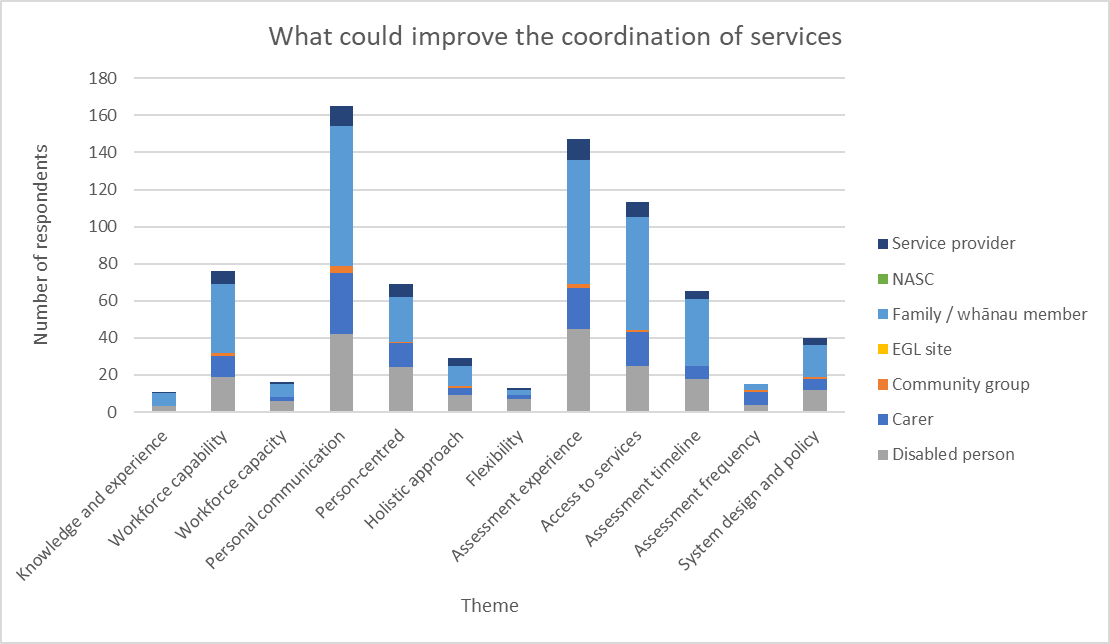 What could improve the coordination of services
Number of respondents
180
160
140
120
100
80
60
40
20
0
Knowledge and experience
Workforce capability
Workforce capacity
Personal communication
Person-centred
Holistic approach
Flexibility
Assessment experience
Access to services
Assessment timeline
Assessment frequency
System design and policy
Theme
Service provider
NASC
Family / whānau member
EGL site
Community group
Carer
Disabled person